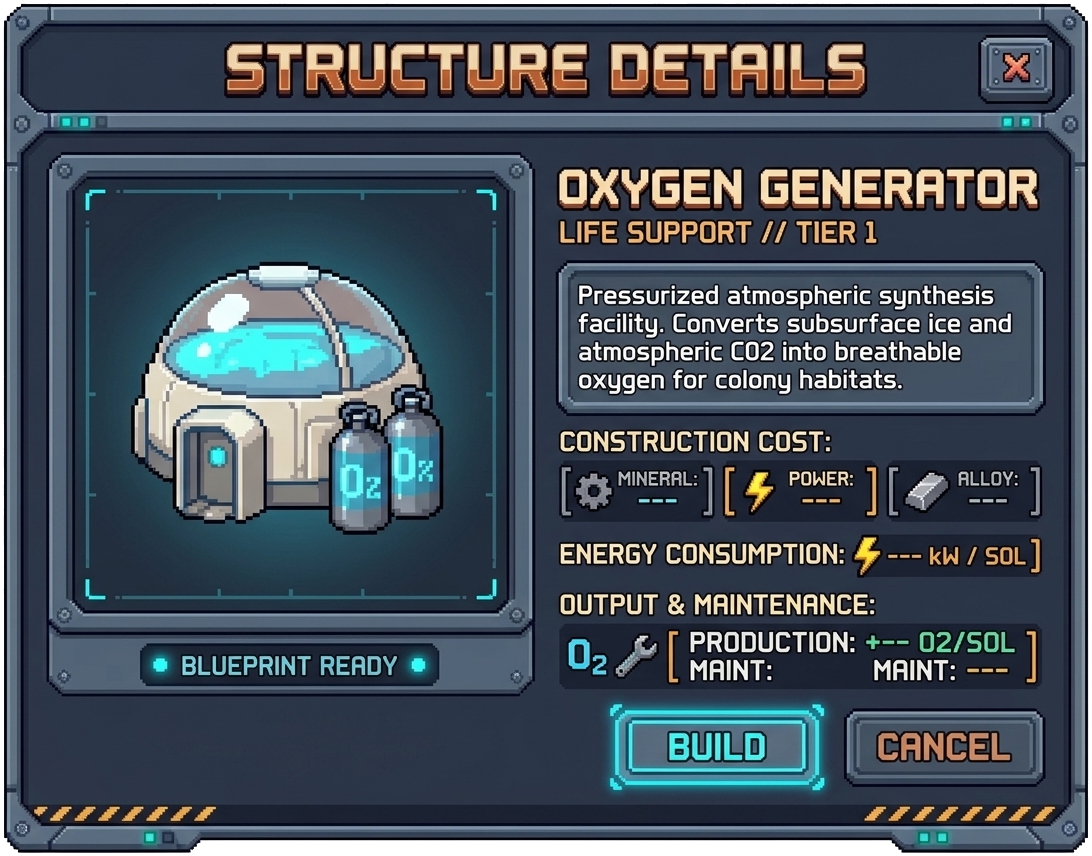 STRUCTURE DETAILS
X
OXYGEN GENERATOR
LIFE SUPPORT // TIER 1
Pressurized atmospheric synthesis
facility. Converts subsurface ice and
atmospheric CO2 into breathable
oxygen for colony habitats.
CONSTRUCTION COST:
[ MINERAL: --- ] [ POWER: --- ] [ ALLOY: --- ]
ENERGY CONSUMPTION: --- kW / SOL ]
OUTPUT & MAINTENANCE:
O2 [ PRODUCTION: +-- O2/SOL ]
MAINT: MAINT: ---
O2
Ox
BLUEPRINT READY
BUILD
CANCEL